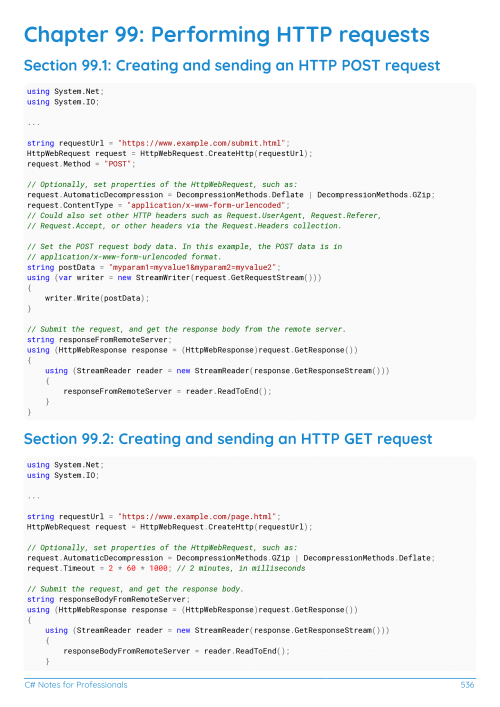 Chapter 99: Performing HTTP requests
Section 99.1: Creating and sending an HTTP POST request
using System.Net;
using System.IO;
...
string requestUrl = "https://www.example.com/submit.html";
HttpWebRequest request = HttpWebRequest.CreateHttp(requestUrl);
request.Method = "POST";
// Optionally, set properties of the HttpWebRequest, such as:
request.AutomaticDecompression = DecompressionMethods.Deflate | DecompressionMethods.GZip;
request.ContentType = "application/x-www-form-urlencoded";
// Could also set other HTTP headers such as Request.UserAgent, Request.Referer,
// Request.Accept, or other headers via the Request.Headers collection.
// Set the POST request body data. In this example, the POST data is in
// application/x-www-form-urlencoded format.
string postData = "myparam1=myvalue1&myparam2=myvalue2";
using (var writer = new StreamWriter(request.GetRequestStream()))
{
    writer.Write(postData);
}
// Submit the request, and get the response body from the remote server.
string responseFromRemoteServer;
using (HttpWebResponse response = (HttpWebResponse)request.GetResponse())
{
    using (StreamReader reader = new StreamReader(response.GetResponseStream()))
    {
        responseFromRemoteServer = reader.ReadToEnd();
    }
}
Section 99.2: Creating and sending an HTTP GET request
using System.Net;
using System.IO;
...
string requestUrl = "https://www.example.com/page.html";
HttpWebRequest request = HttpWebRequest.CreateHttp(requestUrl);
// Optionally, set properties of the HttpWebRequest, such as:
request.AutomaticDecompression = DecompressionMethods.GZip | DecompressionMethods.Deflate;
request.Timeout = 2 * 60 * 1000; // 2 minutes, in milliseconds
// Submit the request, and get the response body.
string responseBodyFromRemoteServer;
using (HttpWebResponse response = (HttpWebResponse)request.GetResponse())
{
    using (StreamReader reader = new StreamReader(response.GetResponseStream()))
    {
        responseBodyFromRemoteServer = reader.ReadToEnd();
    }
C# Notes for Professionals 536